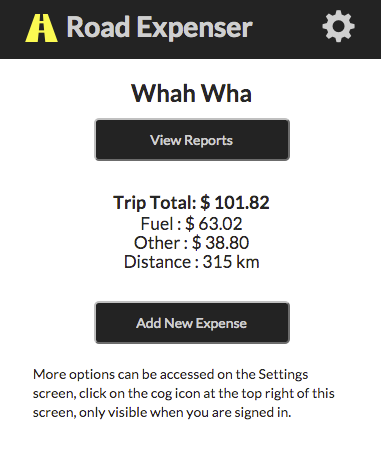 Road Expenser
Whah Wha
View Reports
Trip Total: $ 101.82
Fuel : $ 63.02
Other : $ 38.80
Distance : 315 km
Add New Expense
More options can be accessed on the Settings
screen, click on the cog icon at the top right of this
screen, only visible when you are signed in.